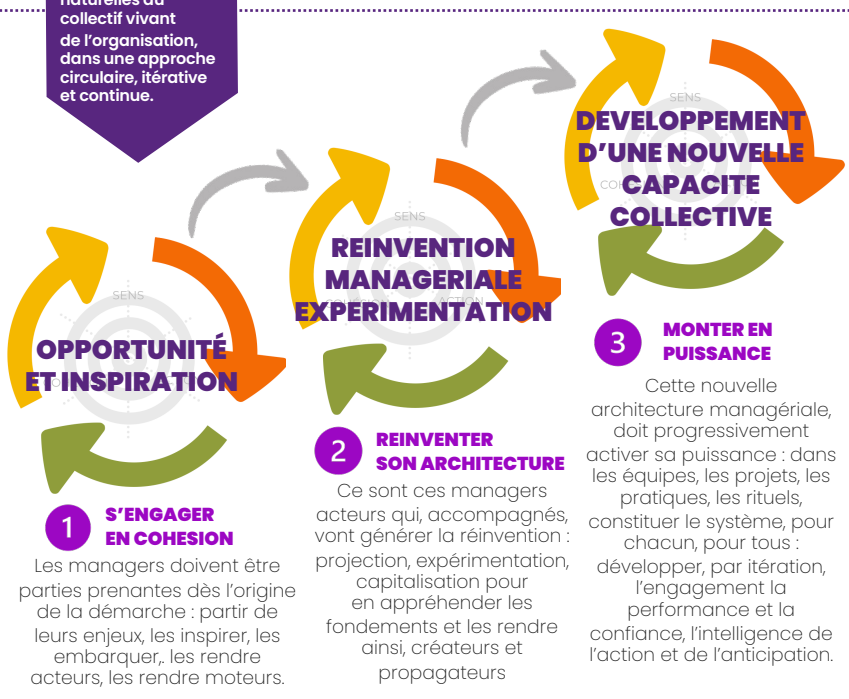 naturelles du
collectif vivant
de l’organisation,
dans une approche
circulaire, itérative
et continue.
SENS
OPPORTUNITÉ
ET INSPIRATION
1
S’ENGAGER
EN COHESION
Les managers doivent être
parties prenantes dès l’origine
de la démarche : partir de
leurs enjeux, les inspirer, les
embarquer,. les rendre
acteurs, les rendre moteurs.
SENS
REINVENTION
MANAGERIALE
ACTION
EXPERIMENTATION
2
REINVENTER
SON ARCHITECTURE
Ce sont ces managers
acteurs qui, accompagnés,
vont générer la réinvention :
projection, expérimentation,
capitalisation pour
en appréhender les
fondements et les rendre
ainsi, créateurs et
propagateurs
SENS
DEVELOPPEMENT
D’UNE NOUVELLE
CAPACITE
COLLECTIVE
3
MONTER EN
PUISSANCE
Cette nouvelle
architecture managériale,
doit progressivement
activer sa puissance : dans
les équipes, les projets, les
pratiques, les rituels,
constituer le système, pour
chacun, pour tous :
développer, par itération,
l’engagement la
performance et la
confiance, l’intelligence de
l’action et de l’anticipation.